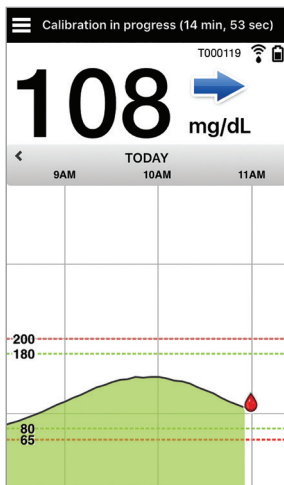 Calibration in progress (14 min, 53 sec)
T000119
108
mg/dL
TODAY
9AM 10AM 11AM
200
180
80
65